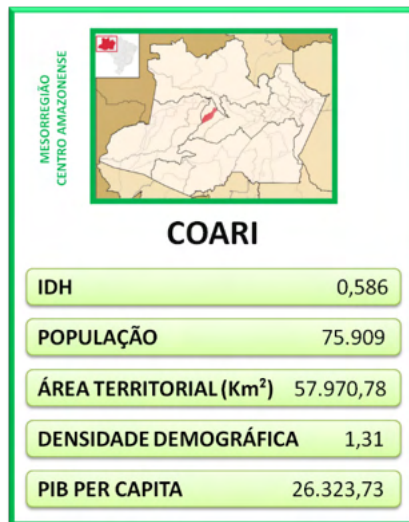 MESORREGIÃO
CENTRO AMAZONENSE
COARI
IDH 0,586
POPULAÇÃO 75.909
ÁREA TERRITORIAL (Km²) 57.970,78
DENSIDADE DEMOGRÁFICA 1,31
PIB PER CAPITA 26.323,73